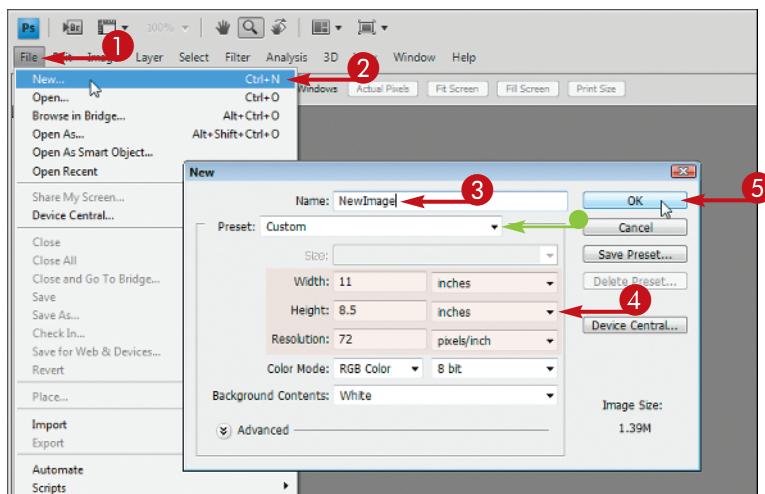 Ps Br 100%
File Edit Image Layer Select Filter Analysis 3D View Window Help
1
2
Windows Actual Pixels Fit Screen Fill Screen Print Size
New... Ctrl+N
Open... Ctrl+O
Browse in Bridge... Alt+Ctrl+O
Open As... Alt+Shift+Ctrl+O
Open As Smart Object...
Open Recent
Share My Screen...
Device Central...
Close
Close All
Close and Go To Bridge...
Save
Save As...
Check In...
Save for Web & Devices...
Revert
Place...
Import
Export
Automate
Scripts
New
Name: NewImage 3
OK 5
Preset: Custom
Cancel
Size:
Save Preset...
Width: 11 inches
Delete Preset...
Height: 8.5 inches 4
Resolution: 72 pixels/inch
Device Central...
Color Mode: RGB Color 8 bit
Background Contents: White
Image Size:
1.39M
Advanced